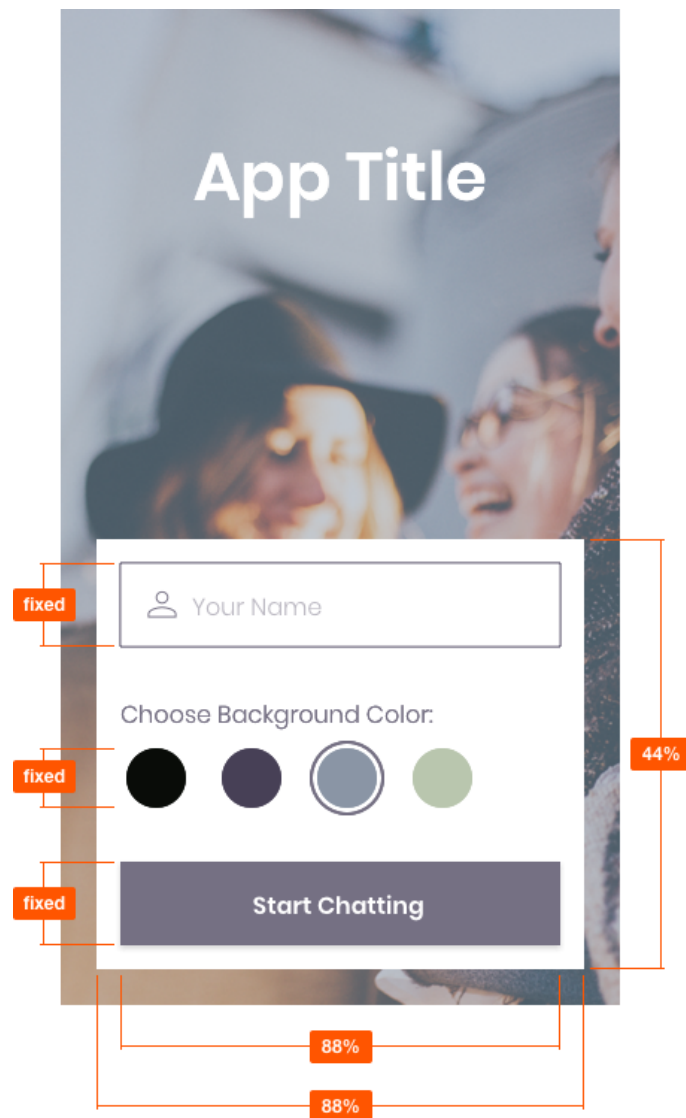 App Title
fixed
Your Name
Choose Background Color:
fixed
44%
fixed
Start Chatting
88%
88%